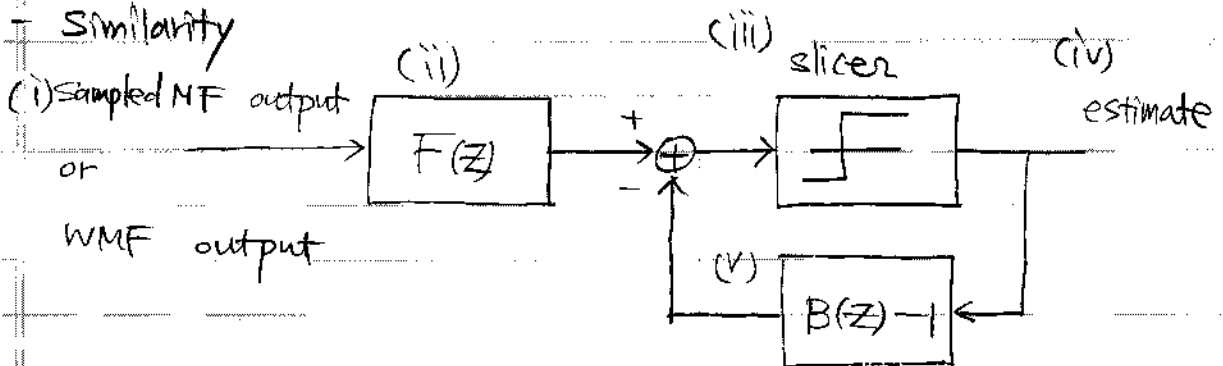 - Similarity
(i) Sampled MF output
or
WMF output
(ii)
F(z)
+
-
+
(iii)
slicer
(iv)
estimate
(v)
B(z) - 1